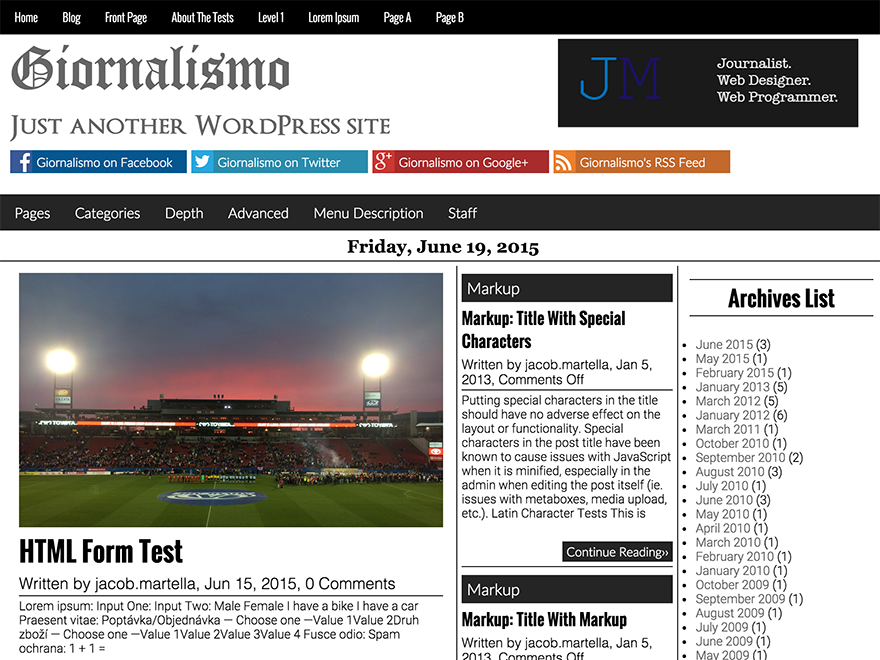 Home Blog Front Page About The Tests Level 1 Lorem Ipsum Page A Page B
Giornalismo
Just another WordPress site
JM
Journalist.
Web Designer.
Web Programmer.
Giornalismo on Facebook Giornalismo on Twitter Giornalismo on Google+ Giornalismo's RSS Feed
Pages Categories Depth Advanced Menu Description Staff
Friday, June 19, 2015
TOYOTA TOYOTA TOYOTA
HTML Form Test
Written by jacob.martella, Jun 15, 2015, 0 Comments
Lorem ipsum: Input One: Input Two: Male Female I have a bike I have a car
Praesent vitae: Poptávka/Objednávka — Choose one —Value 1Value 2Druh
zboží — Choose one —Value 1Value 2Value 3Value 4 Fusce odio: Spam
ochrana: 1 + 1 =
Markup
Markup: Title With Special
Characters
Written by jacob.martella, Jan 5,
2013, Comments Off
Putting special characters in the title
should have no adverse effect on the
layout or functionality. Special
characters in the post title have been
known to cause issues with JavaScript
when it is minified, especially in the
admin when editing the post itself (ie.
issues with metaboxes, media upload,
etc.). Latin Character Tests This is
Continue Reading››
Markup
Markup: Title With Markup
Written by jacob.martella, Jan 5,
2013, Comments Off
Archives List
June 2015 (3)
May 2015 (1)
February 2015 (1)
January 2013 (5)
March 2012 (5)
January 2012 (6)
March 2011 (1)
October 2010 (1)
September 2010 (2)
August 2010 (3)
July 2010 (1)
June 2010 (3)
May 2010 (1)
April 2010 (1)
March 2010 (1)
February 2010 (1)
January 2010 (1)
October 2009 (1)
September 2009 (1)
August 2009 (1)
July 2009 (1)
June 2009 (1)
May 2009 (1)